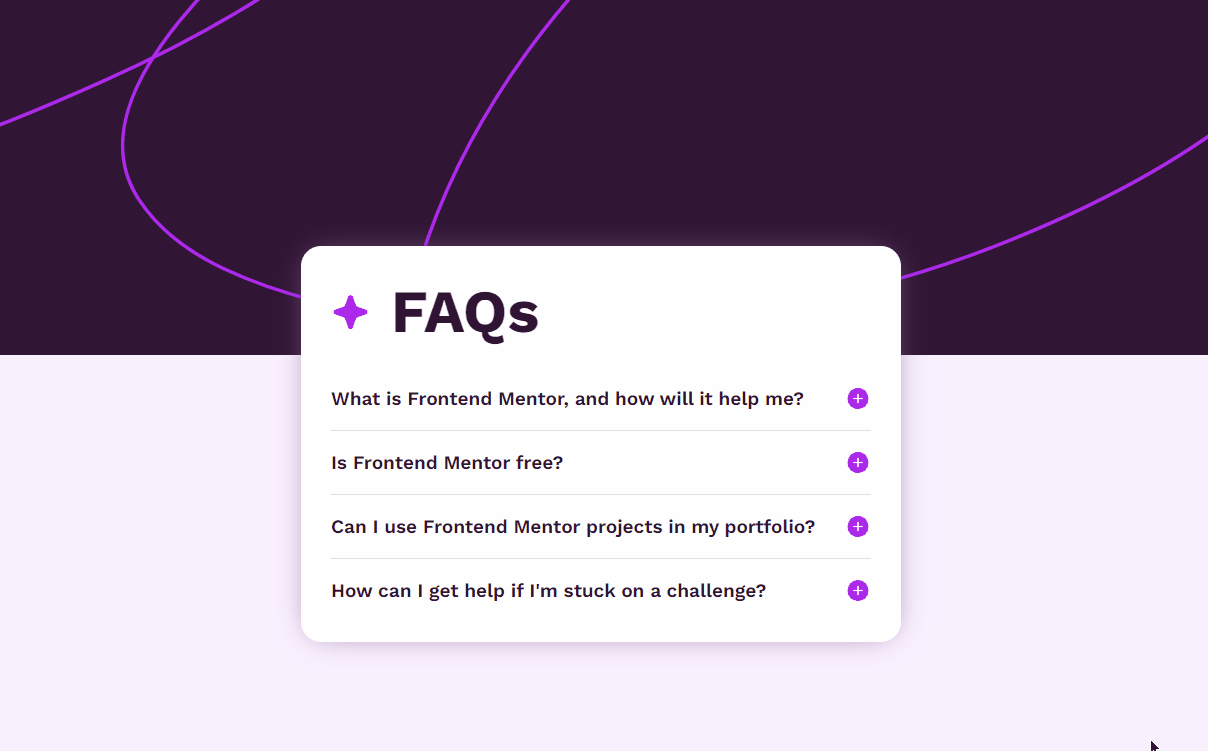 FAQs
What is Frontend Mentor, and how will it help me?
Is Frontend Mentor free?
Can I use Frontend Mentor projects in my portfolio?
How can I get help if I'm stuck on a challenge?